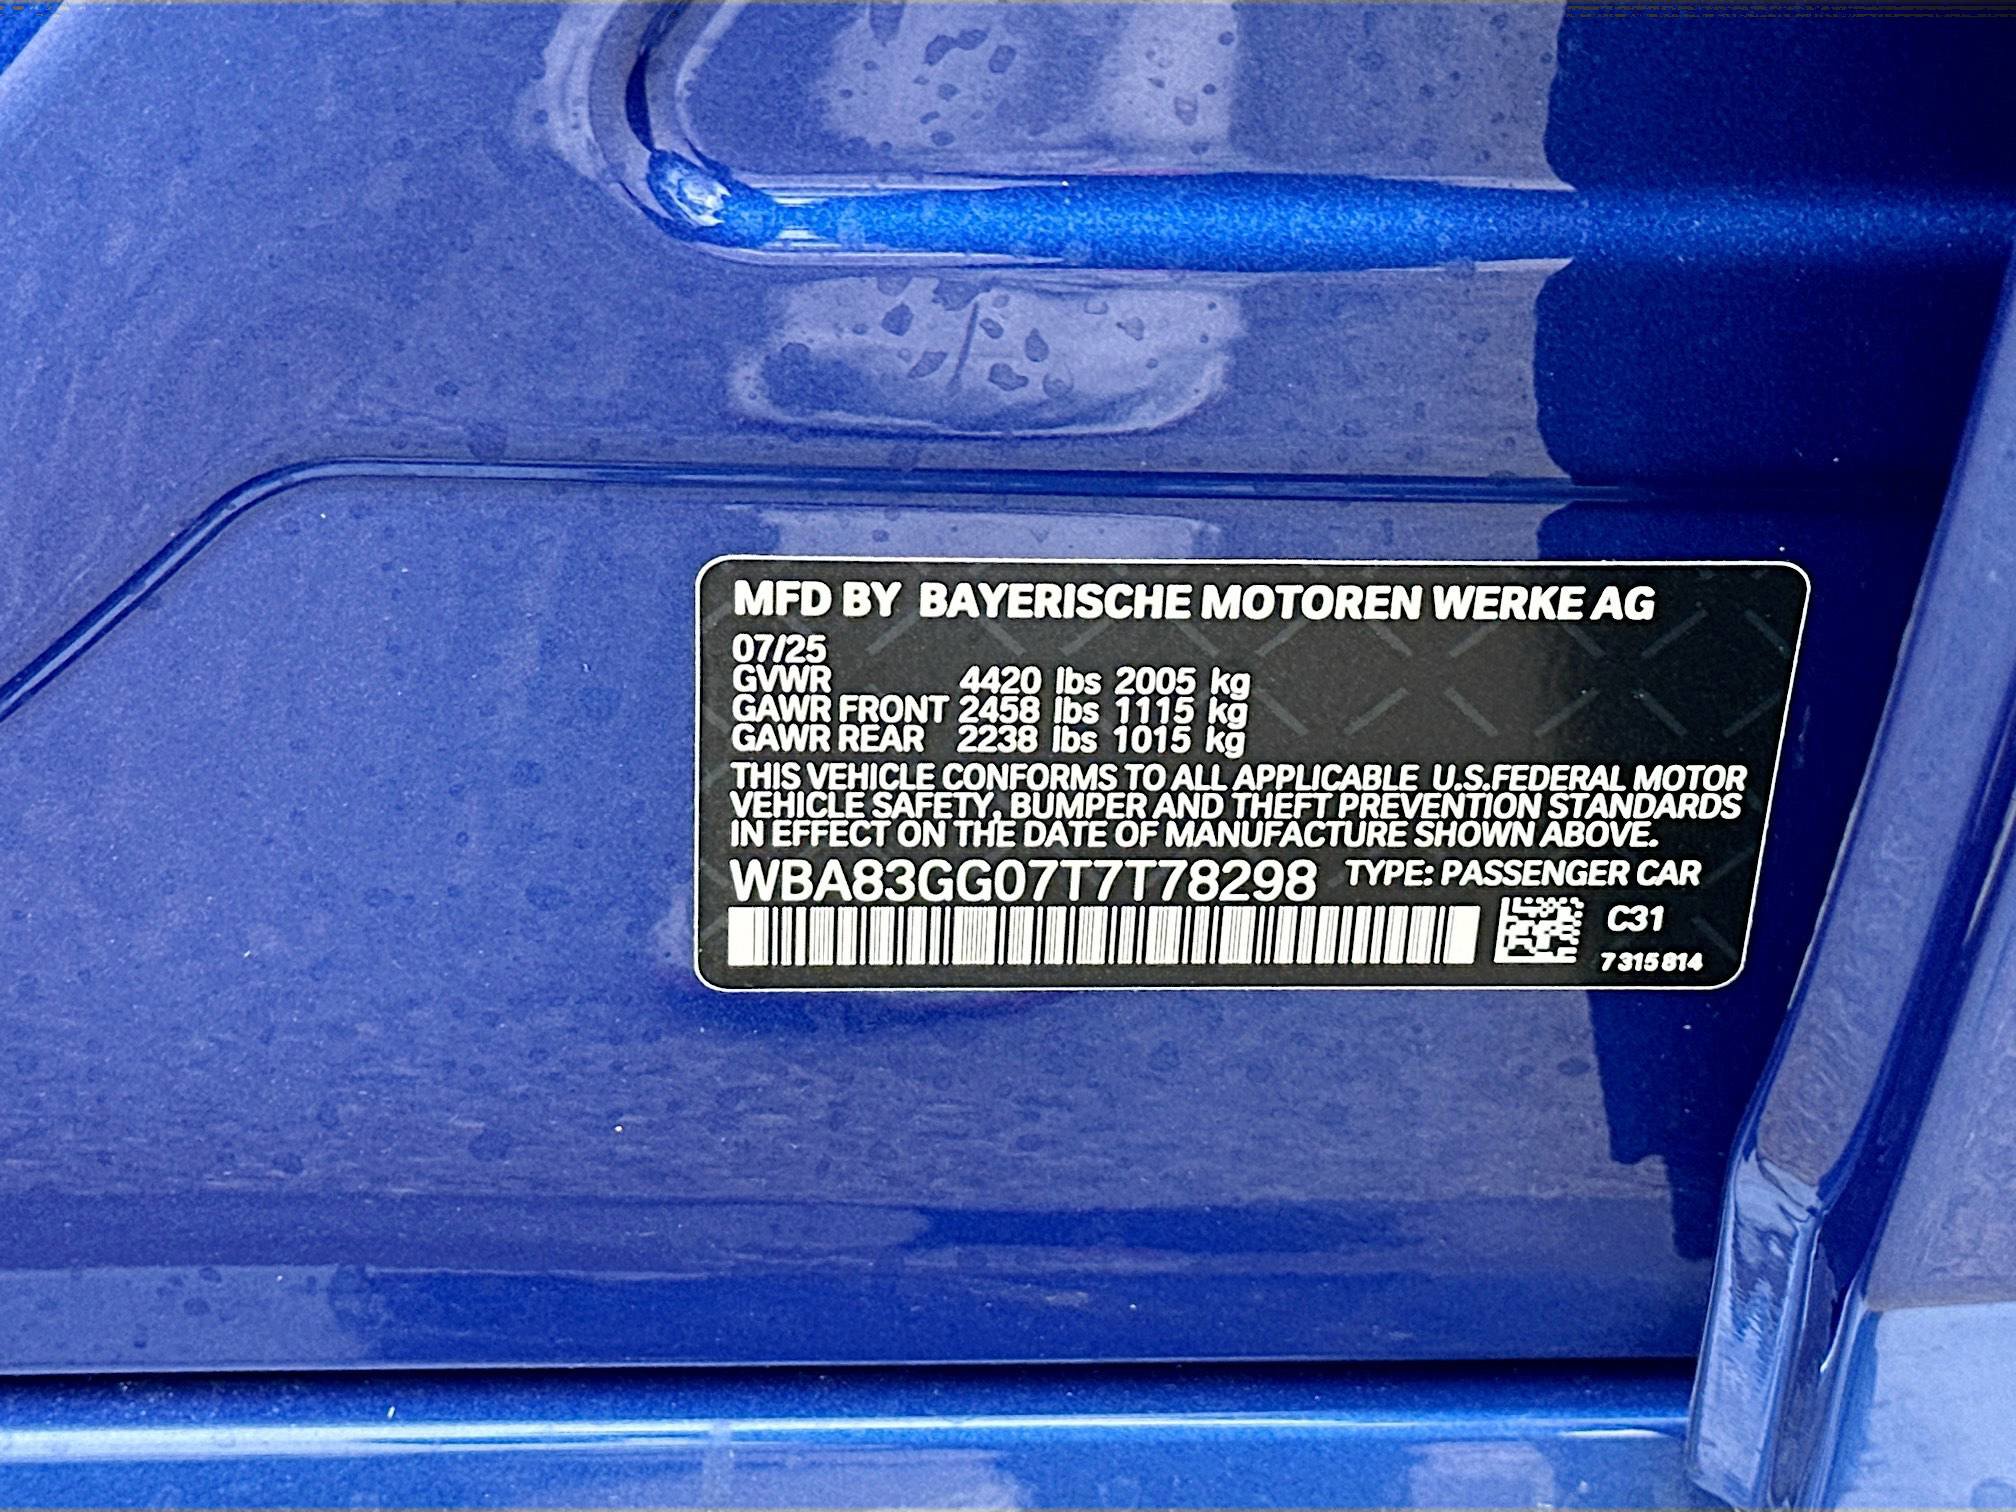 MFD BY BAYERISCHE MOTOREN WERKE AG
07/25
GVWR 4420 lbs 2005 kg
GAWR FRONT 2458 lbs 1115 kg
GAWR REAR 2238 lbs 1015 kg
THIS VEHICLE CONFORMS TO ALL APPLICABLE U.S.FEDERAL MOTOR
VEHICLE SAFETY, BUMPER AND THEFT PREVENTION STANDARDS
IN EFFECT ON THE DATE OF MANUFACTURE SHOWN ABOVE.
WBA83GG07T7T78298 TYPE: PASSENGER CAR
C31
7 315 814